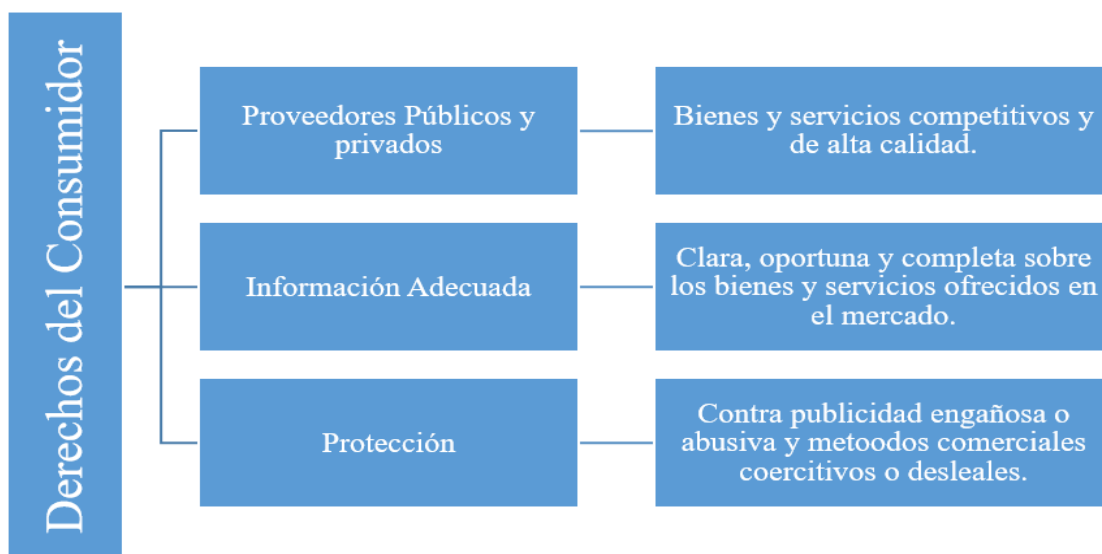 Derechos del Consumidor
Proveedores Públicos y
privados
Bienes y servicios competitivos y
de alta calidad.
Información Adecuada
Clara, oportuna y completa sobre
los bienes y servicios ofrecidos en
el mercado.
Protección
Contra publicidad engañosa o
abusiva y metoodos comerciales
coercitivos o desleales.